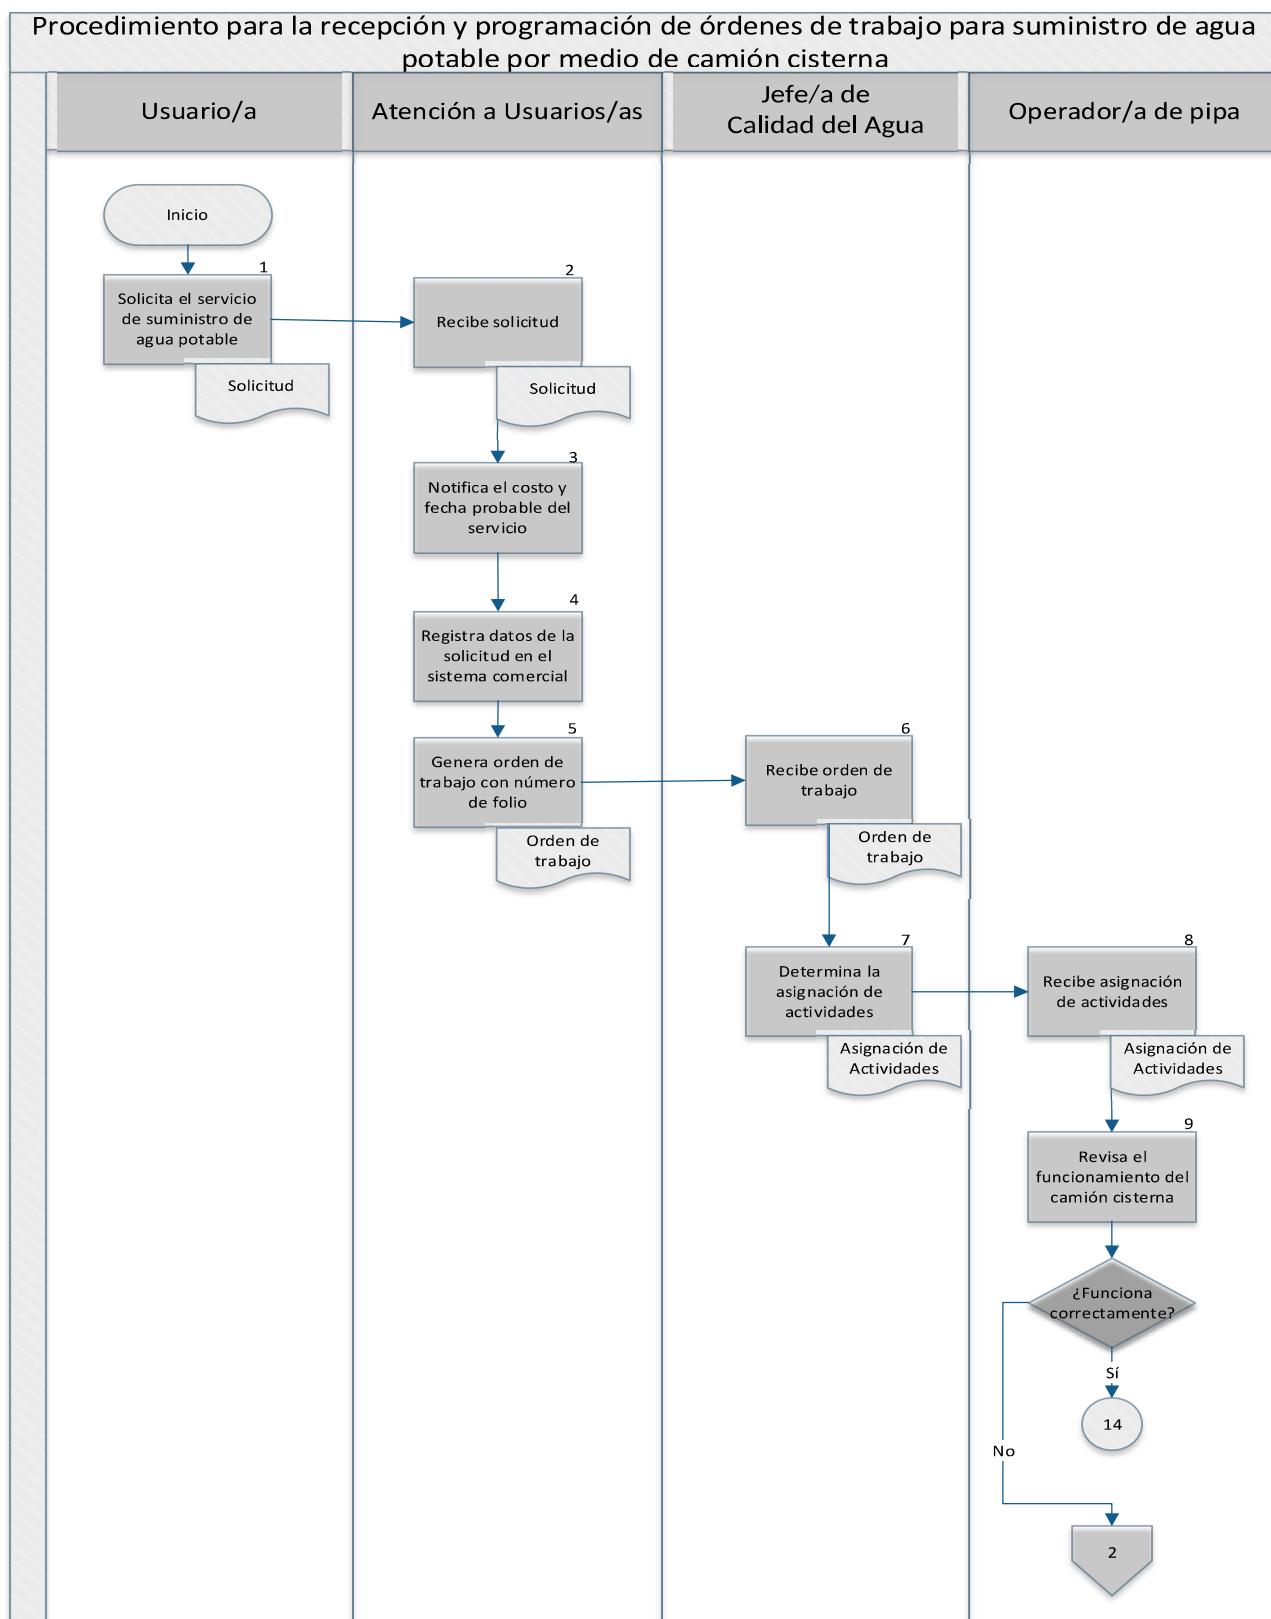 Procedimiento para la recepción y programación de órdenes de trabajo para suministro de agua
potable por medio de camión cisterna
Usuario/a
Atención a Usuarios/as
Jefe/a de
Calidad del Agua
Operador/a de pipa
Inicio
1
Solicita el servicio
de suministro de
agua potable
Solicitud
2
Recibe solicitud
Solicitud
3
Notifica el costo y
fecha probable del
servicio
4
Registra datos de la
solicitud en el
sistema comercial
5
Genera orden de
trabajo con número
de folio
Orden de
trabajo
6
Recibe orden de
trabajo
Orden de
trabajo
7
Determina la
asignación de
actividades
Asignación de
Actividades
8
Recibe asignación
de actividades
Asignación de
Actividades
9
Revisa el
funcionamiento del
camión cisterna
¿Funciona
correctamente?
Sí
14
No
2